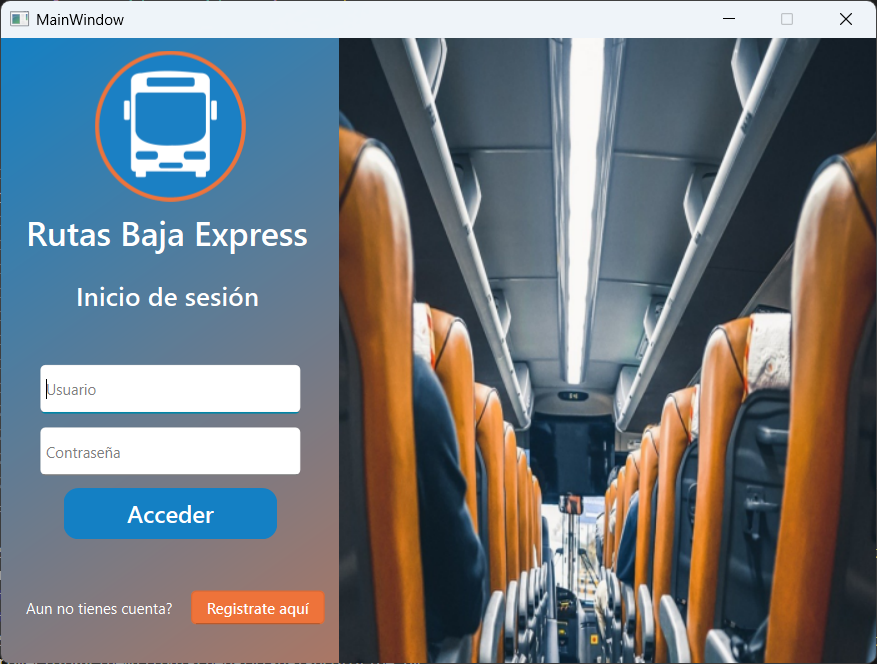 MainWindow
Rutas Baja Express
Inicio de sesión
Usuario
Contraseña
Acceder
Aun no tienes cuenta? Registrate aquí